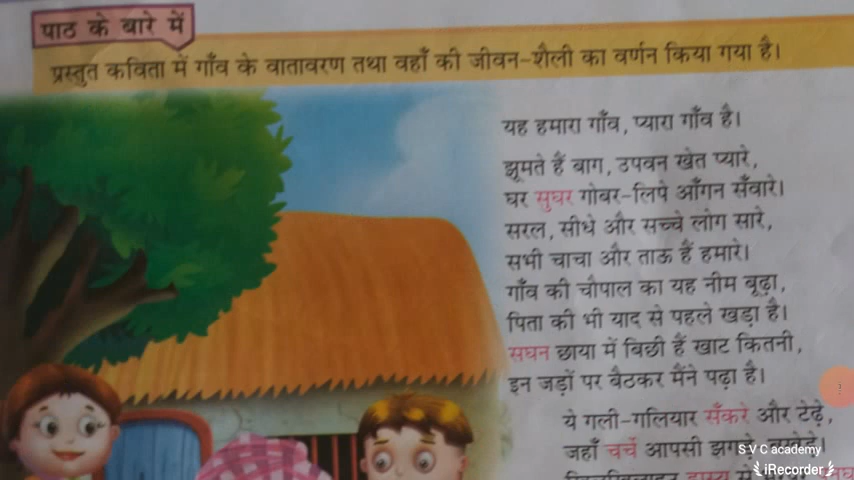 पाठ के बारे में
प्रस्तुत कविता में गाँव के वातावरण तथा वहाँ की जीवन-शैली का वर्णन किया गया है।
यह हमारा गाँव, प्यारा गाँव है।
झूमते हैं बाग, उपवन खेत प्यारे,
घर सुघर गोबर-लिपे आँगन सँवारे।
सरल, सीधे और सच्चे लोग सारे,
सभी चाचा और ताऊ हैं हमारे।
गाँव की चौपाल का यह नीम बूढ़ा,
पिता की भी याद से पहले खड़ा है।
सघन छाया में बिछी हैं खाट कितनी,
इन जड़ों पर बैठकर मैंने पढ़ा है।
ये गली-गलियार सँकरे और टेढ़े,
जहाँ चर्चे आपसी झगड़े
S V C academy
iRecorder